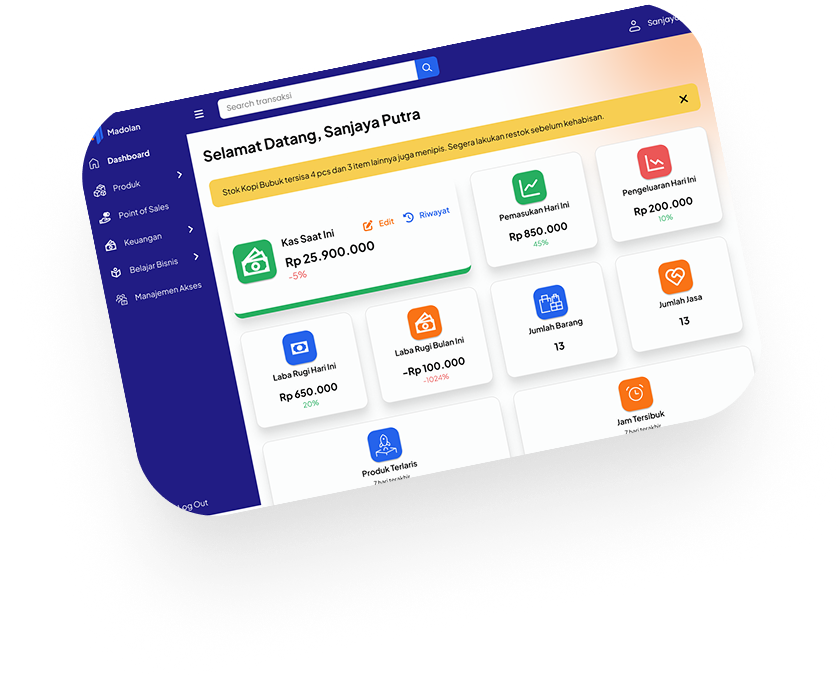 Madolan
Search transaksi
Dashboard
Produk
Point of Sales
Keuangan
Belajar Bisnis
Manajemen Akses
Selamat Datang, Sanjaya Putra
Stok Kopi Bubuk tersisa 4 pcs dan 3 item lainnya juga menipis. Segera lakukan restok sebelum kehabisan.
Kas Saat Ini
Edit
Riwayat
Rp 25.900.000
-5%
Pemasukan Hari Ini
Rp 850.000
45%
Pengeluaran Hari Ini
Rp 200.000
10%
Laba Rugi Hari Ini
Rp 650.000
20%
Laba Rugi Bulan Ini
-Rp 100.000
-1024%
Jumlah Barang
13
Jumlah Jasa
13
Produk Terlaris
7 hari terakhir
Jam Tersibuk
7 hari terakhir
Log Out